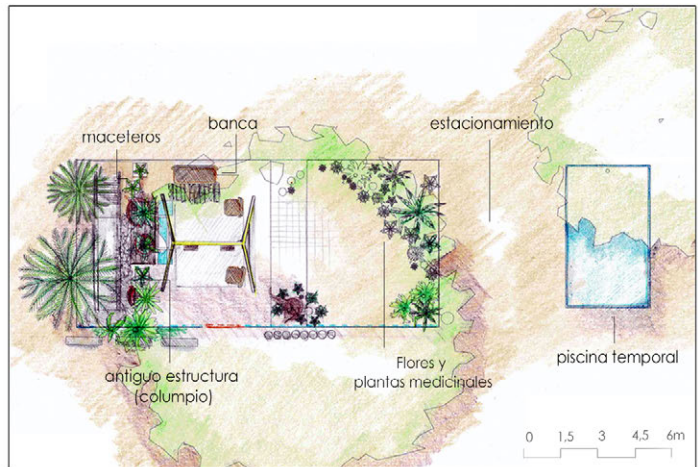 maceteros
banca
estacionamiento
antiguo estructura
(columpio)
Flores y
plantas medicinales
piscina temporal
0 1,5 3 4,5 6m